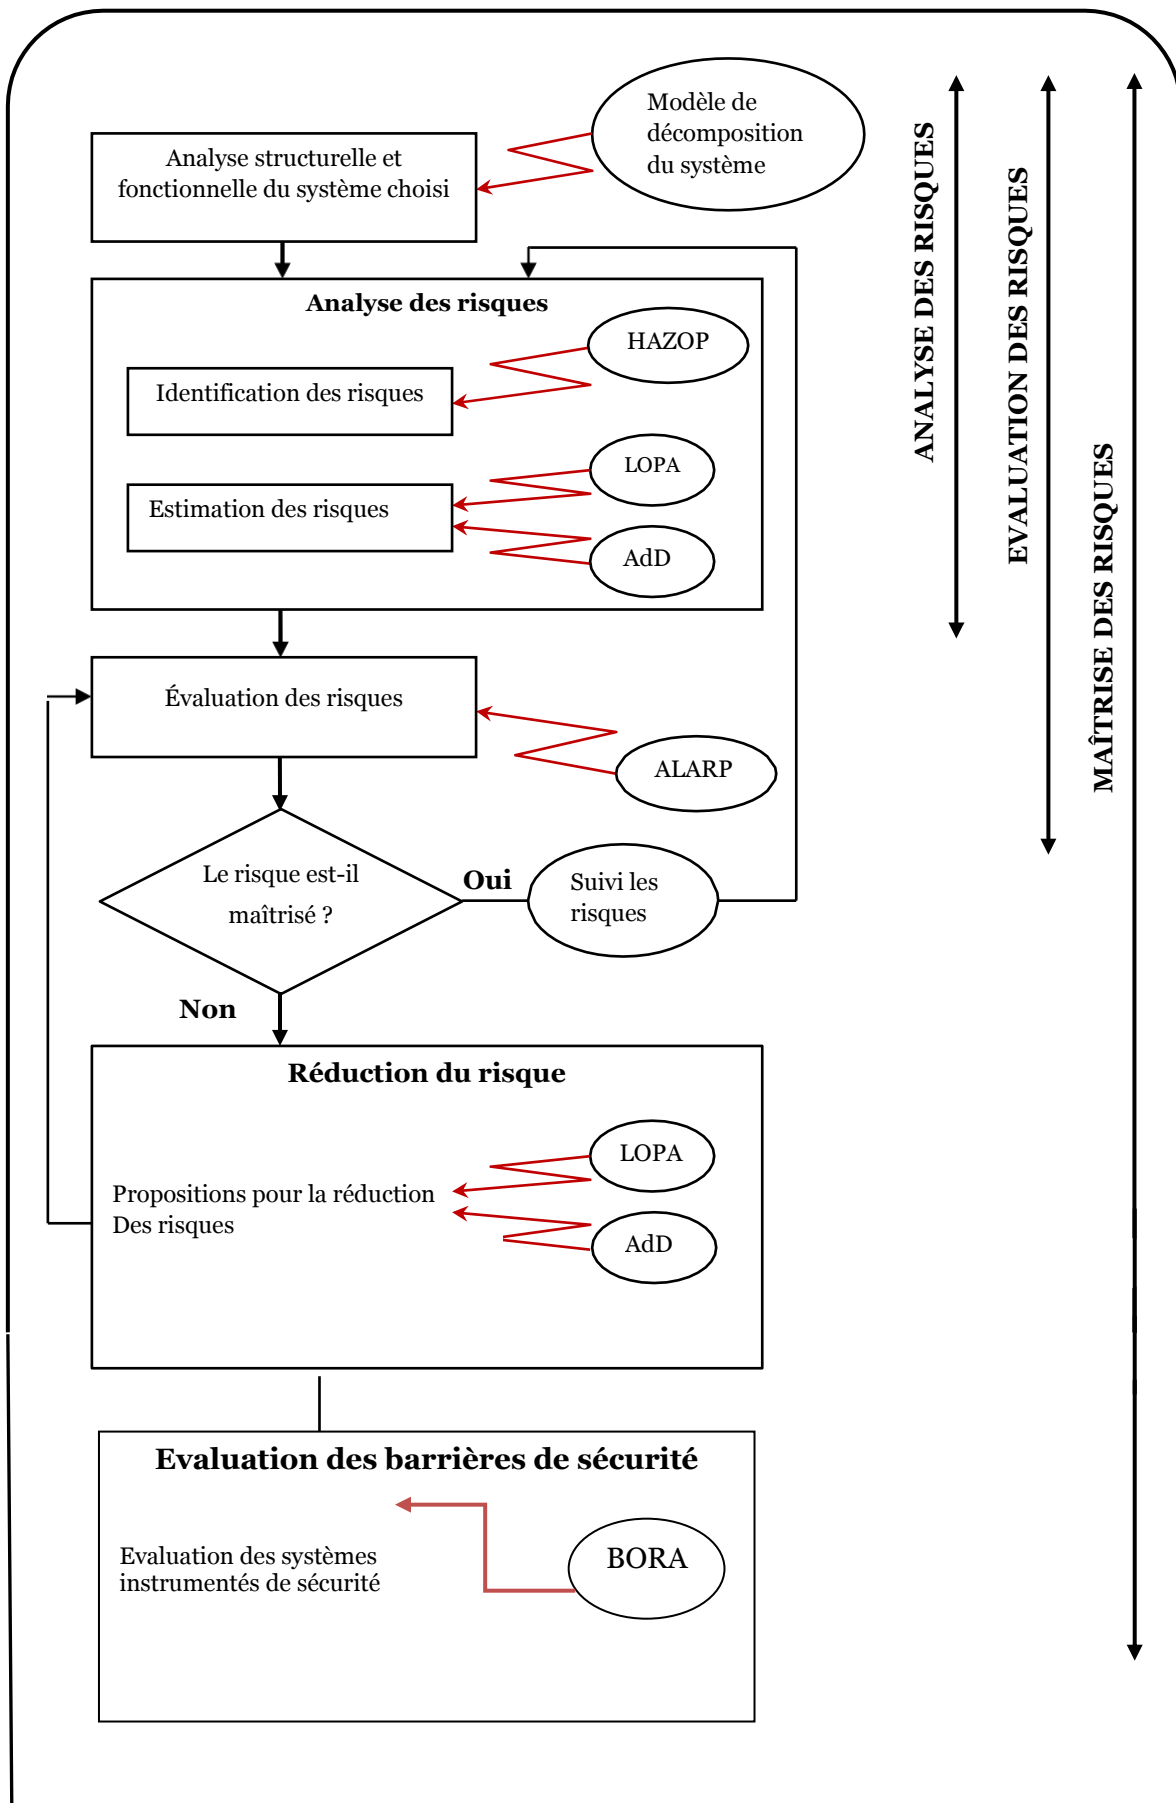 Modèle de
décomposition
du système
Analyse structurelle et
fonctionnelle du système choisi
Analyse des risques
HAZOP
Identification des risques
LOPA
Estimation des risques
AdD
Évaluation des risques
ALARP
Le risque est-il
maîtrisé ?
Oui
Suivi les
risques
Non
Réduction du risque
LOPA
Propositions pour la réduction
Des risques
AdD
Evaluation des barrières de sécurité
BORA
Evaluation des systèmes
instrumentés de sécurité
ANALYSE DES RISQUES
EVALUATION DES RISQUES
MAÎTRISE DES RISQUES